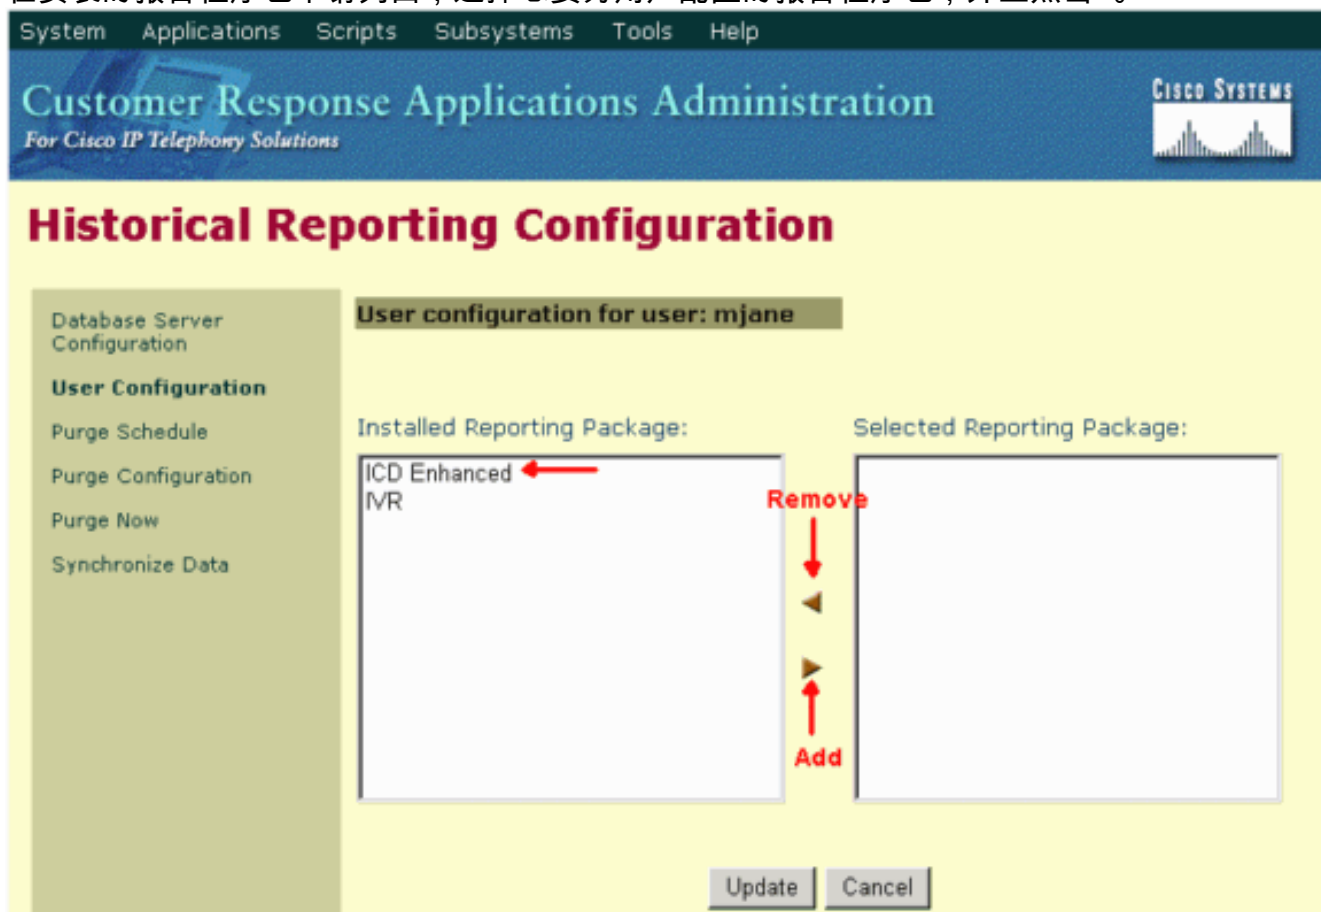 System Applications Scripts Subsystems Tools Help
Customer Response Applications Administration
For Cisco IP Telephony Solutions
CISCO SYSTEMS
Historical Reporting Configuration
Database Server
Configuration
User Configuration
Purge Schedule
Purge Configuration
Purge Now
Synchronize Data
User configuration for user: mjane
Installed Reporting Package:
Selected Reporting Package:
ICD Enhanced
IVR
Remove
Add
Update Cancel